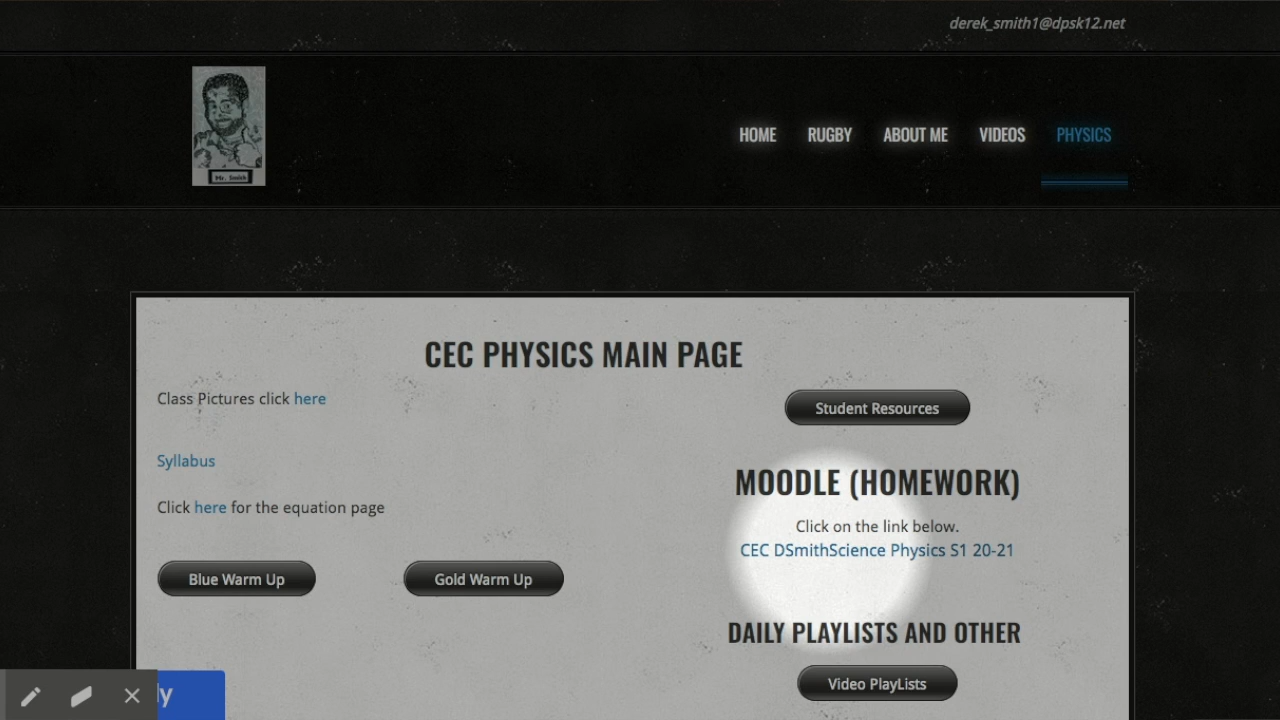 derek_smith1@dpsk12.net
Mr. Smith
HOME RUGBY ABOUT ME VIDEOS PHYSICS
CEC PHYSICS MAIN PAGE
Class Pictures click here
Student Resources
Syllabus
MOODLE (HOMEWORK)
Click here for the equation page
Click on the link below.
CEC DSmithScience Physics S1 20-21
Blue Warm Up
Gold Warm Up
DAILY PLAYLISTS AND OTHER
Video PlayLists